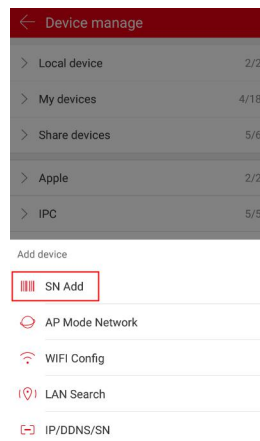 Device manage
Local device 2/2
My devices 4/18
Share devices 5/6
Apple 2/2
IPC 5/5
Add device
SN Add
AP Mode Network
WIFI Config
LAN Search
IP/DDNS/SN